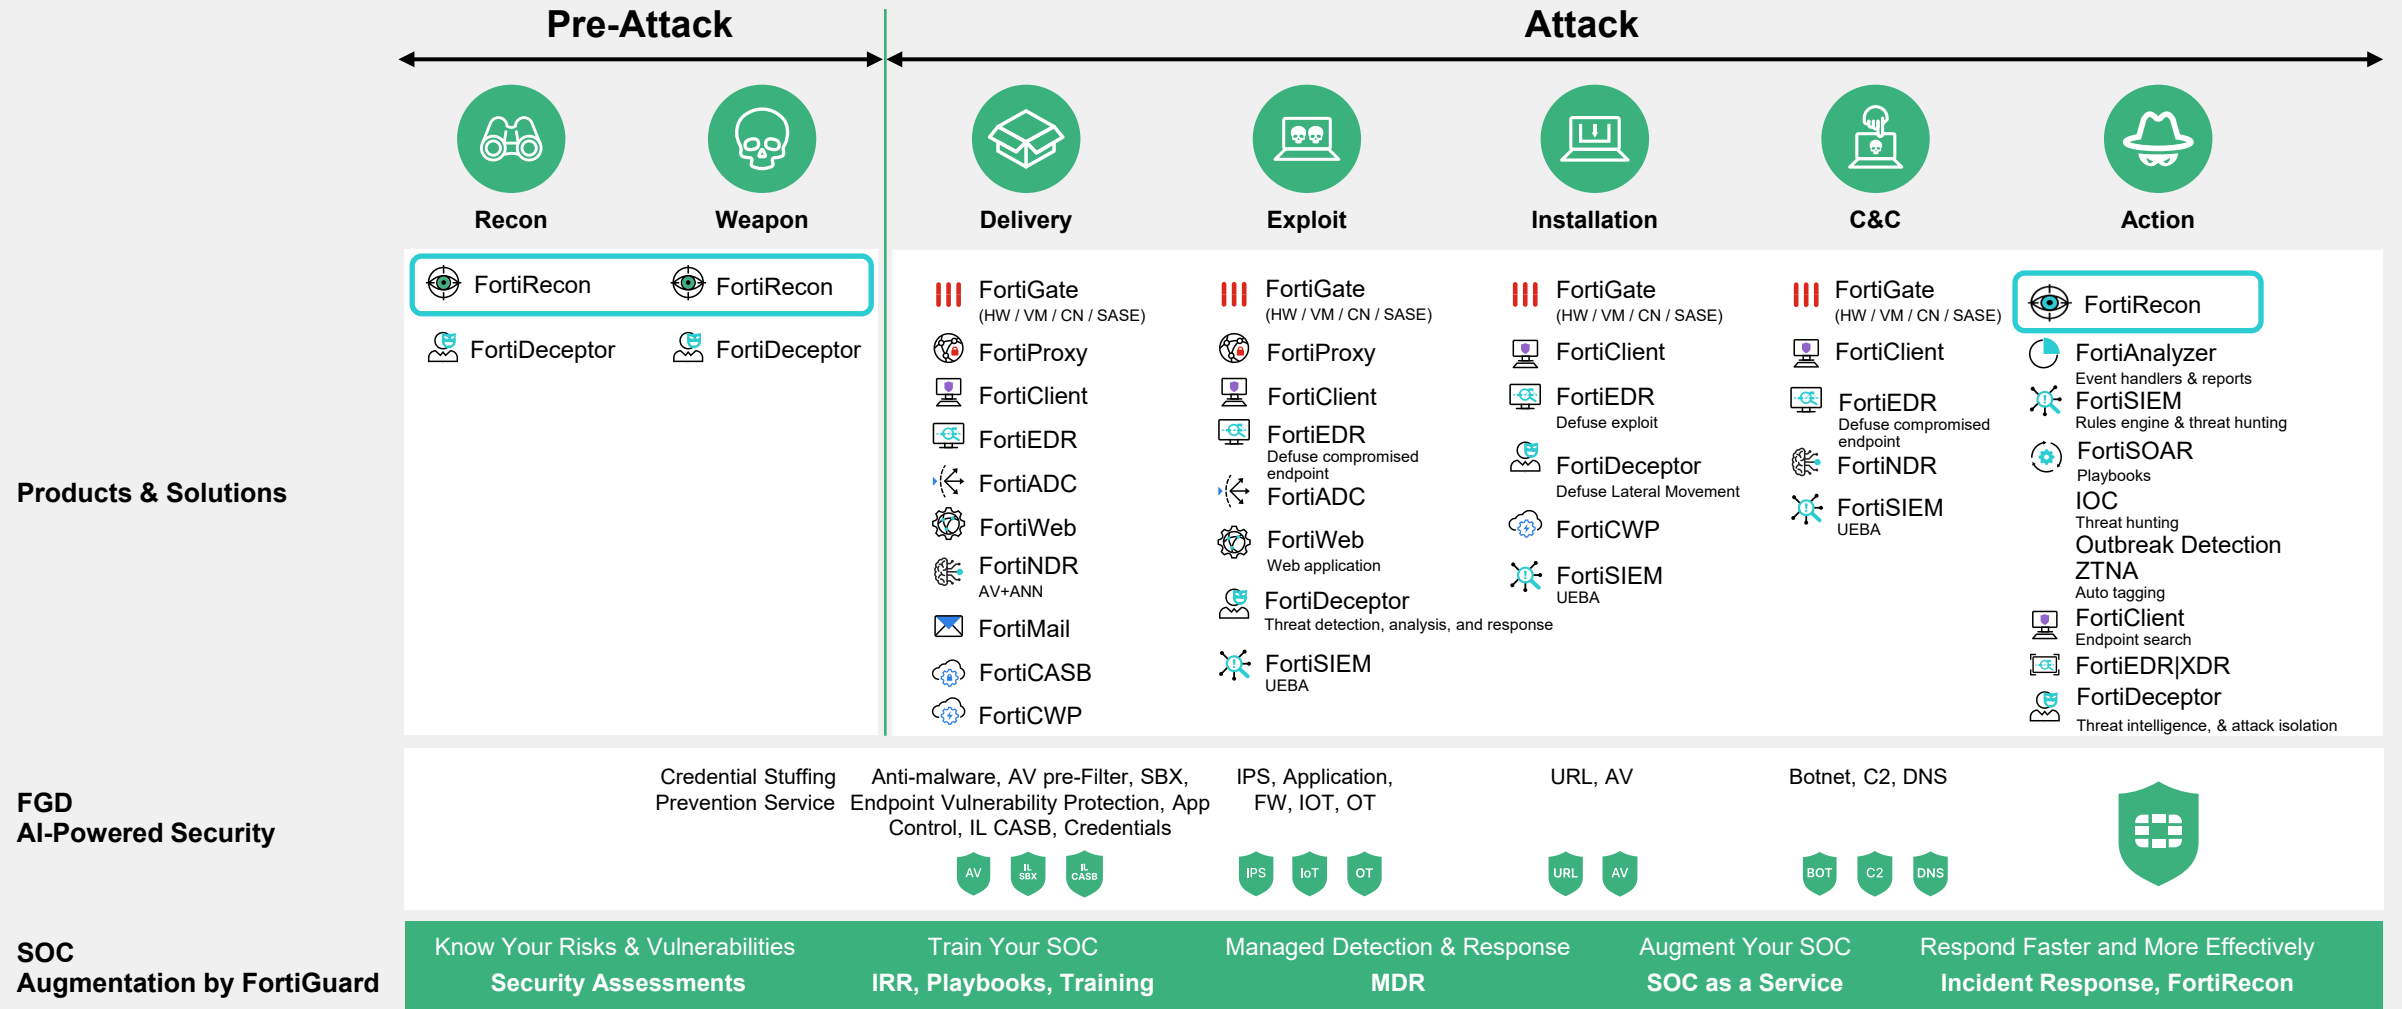 Pre-Attack
Attack
Recon
Weapon
Delivery
Exploit
Installation
C&C
Action
Products & Solutions
FortiRecon
FortiDeceptor
FortiRecon
FortiDeceptor
FortiGate
(HW / VM / CN / SASE)
FortiProxy
FortiClient
FortiEDR
FortiADC
FortiWeb
FortiNDR
AV+ANN
FortiMail
FortiCASB
FortiCWP
FortiGate
(HW / VM / CN / SASE)
FortiProxy
FortiClient
FortiEDR
Defuse compromised
endpoint
FortiADC
FortiWeb
Web application
FortiDeceptor
Threat detection, analysis, and response
FortiSIEM
UEBA
FortiGate
(HW / VM / CN / SASE)
FortiClient
FortiEDR
Defuse exploit
FortiDeceptor
Defuse Lateral Movement
FortiCWP
FortiSIEM
UEBA
FortiGate
(HW / VM / CN / SASE)
FortiClient
FortiEDR
Defuse compromised
endpoint
FortiNDR
FortiSIEM
UEBA
FortiRecon
FortiAnalyzer
Event handlers & reports
FortiSIEM
Rules engine & threat hunting
FortiSOAR
Playbooks
IOC
Threat hunting
Outbreak Detection
ZTNA
Auto tagging
FortiClient
Endpoint search
FortiEDR|XDR
FortiDeceptor
Threat intelligence, & attack isolation
FGD
AI-Powered Security
Credential Stuffing
Prevention Service
Anti-malware, AV pre-Filter, SBX,
Endpoint Vulnerability Protection, App
Control, IL CASB, Credentials
AV
IL
SBX
IL
CASB
IPS, Application,
FW, IOT, OT
IPS
IoT
OT
URL, AV
URL
AV
Botnet, C2, DNS
BOT
C2
DNS
SOC
Augmentation by FortiGuard
Know Your Risks & Vulnerabilities
Security Assessments
Train Your SOC
IRR, Playbooks, Training
Managed Detection & Response
MDR
Augment Your SOC
SOC as a Service
Respond Faster and More Effectively
Incident Response, FortiRecon